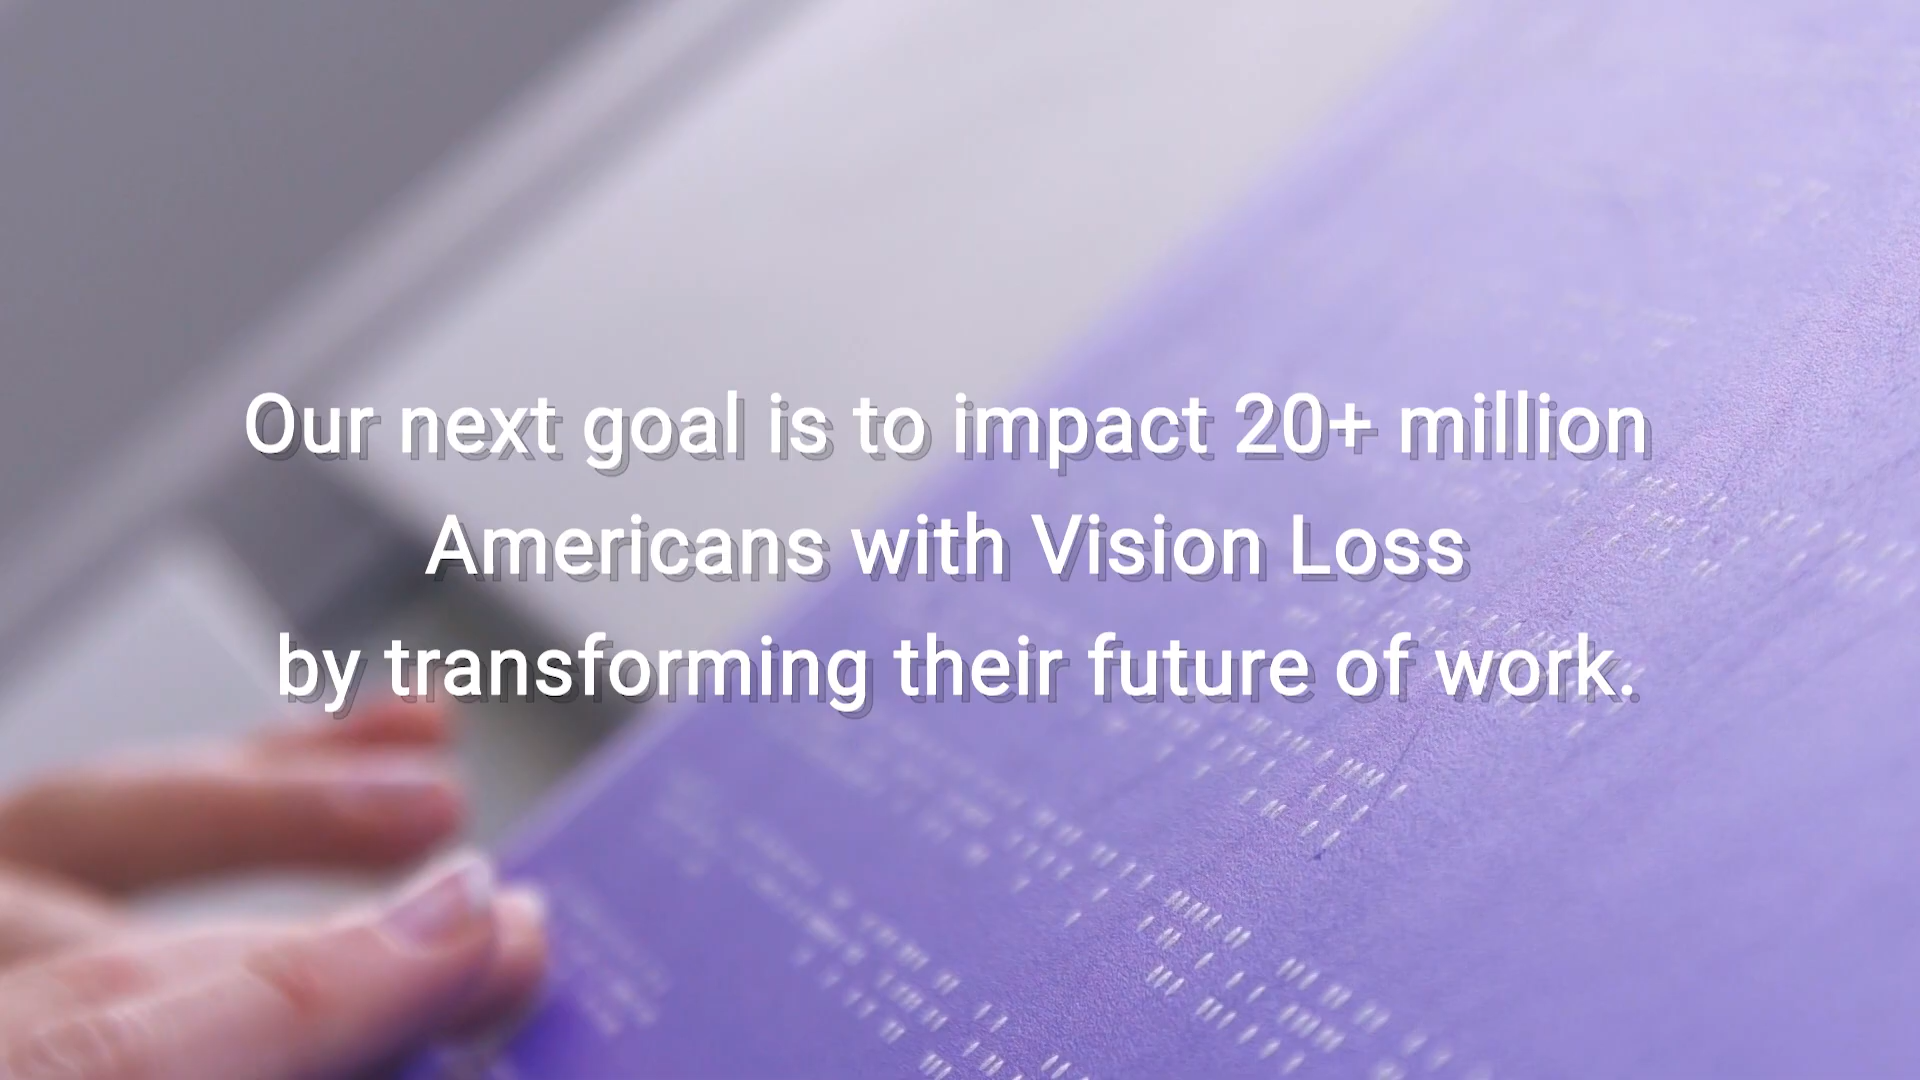 Our next goal is to impact 20+ million
Americans with Vision Loss
by transforming their future of work.